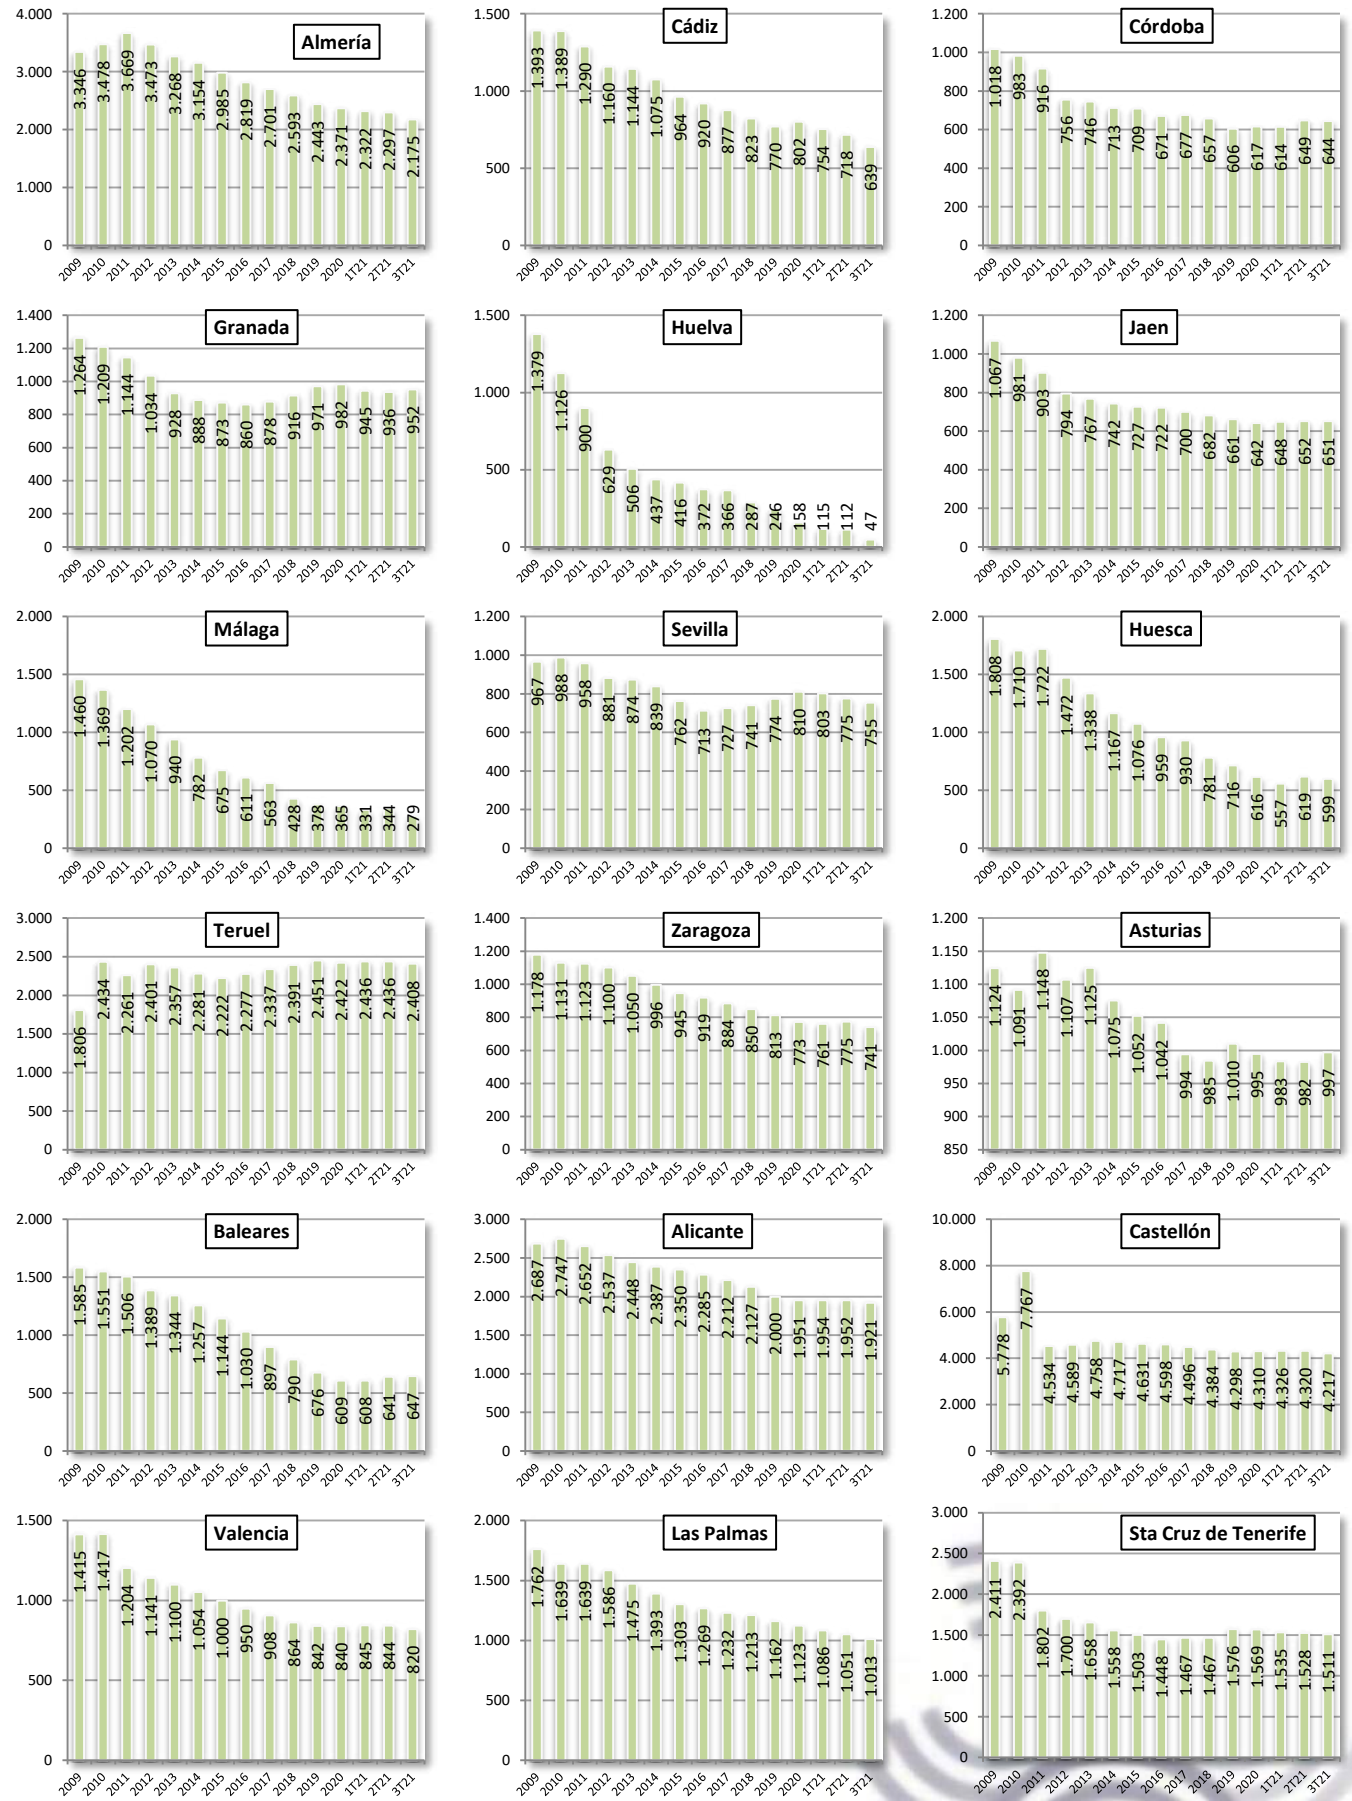 Almería
4.000
3.000
2.000
1.000
0
3.346 3.478 3.669 3.473 3.268 3.154 2.985 2.819 2.701 2.593 2.443 2.371 2.322 2.297 2.175
2009 2010 2011 2012 2013 2014 2015 2016 2017 2018 2019 2020 1T21 2T21 3T21
Cádiz
1.500
1.000
500
0
1.393 1.389 1.290 1.160 1.144 1.075 964 920 877 823 770 802 754 718 639
2009 2010 2011 2012 2013 2014 2015 2016 2017 2018 2019 2020 1T21 2T21 3T21
Córdoba
1.200
1.000
800
600
400
200
0
1.018 983 916 756 746 713 709 671 677 657 606 617 614 649 644
2009 2010 2011 2012 2013 2014 2015 2016 2017 2018 2019 2020 1T21 2T21 3T21
Granada
1.400
1.200
1.000
800
600
400
200
0
1.264 1.209 1.144 1.034 928 888 873 860 878 916 971 982 945 936 952
2009 2010 2011 2012 2013 2014 2015 2016 2017 2018 2019 2020 1T21 2T21 3T21
Huelva
1.500
1.000
500
0
1.379 1.126 900 629 506 437 416 372 366 287 246 158 115 112 47
2009 2010 2011 2012 2013 2014 2015 2016 2017 2018 2019 2020 1T21 2T21 3T21
Jaen
1.200
1.000
800
600
400
200
0
1.067 981 903 794 767 742 727 722 700 682 661 642 648 652 651
2009 2010 2011 2012 2013 2014 2015 2016 2017 2018 2019 2020 1T21 2T21 3T21
Málaga
2.000
1.500
1.000
500
0
1.460 1.369 1.202 1.070 940 782 675 611 563 428 378 365 331 344 279
2009 2010 2011 2012 2013 2014 2015 2016 2017 2018 2019 2020 1T21 2T21 3T21
Sevilla
1.200
1.000
800
600
400
200
0
967 988 958 881 874 839 762 713 727 741 774 810 803 775 755
2009 2010 2011 2012 2013 2014 2015 2016 2017 2018 2019 2020 1T21 2T21 3T21
Huesca
2.000
1.500
1.000
500
0
1.808 1.710 1.722 1.472 1.338 1.167 1.076 959 930 781 716 616 557 619 599
2009 2010 2011 2012 2013 2014 2015 2016 2017 2018 2019 2020 1T21 2T21 3T21
Teruel
3.000
2.500
2.000
1.500
1.000
500
0
1.806 2.434 2.261 2.401 2.357 2.281 2.222 2.277 2.337 2.391 2.451 2.422 2.436 2.436 2.408
2009 2010 2011 2012 2013 2014 2015 2016 2017 2018 2019 2020 1T21 2T21 3T21
Zaragoza
1.400
1.200
1.000
800
600
400
200
0
1.178 1.131 1.123 1.100 1.050 996 945 919 884 850 813 773 761 775 741
2009 2010 2011 2012 2013 2014 2015 2016 2017 2018 2019 2020 1T21 2T21 3T21
Asturias
1.200
1.150
1.100
1.050
1.000
950
900
850
1.124 1.091 1.148 1.107 1.125 1.075 1.052 1.042 994 985 1.010 995 983 982 997
2009 2010 2011 2012 2013 2014 2015 2016 2017 2018 2019 2020 1T21 2T21 3T21
Baleares
2.000
1.500
1.000
500
0
1.585 1.551 1.506 1.389 1.344 1.257 1.144 1.030 897 790 676 609 608 641 647
2009 2010 2011 2012 2013 2014 2015 2016 2017 2018 2019 2020 1T21 2T21 3T21
Alicante
3.000
2.500
2.000
1.500
1.000
500
0
2.687 2.747 2.652 2.537 2.448 2.387 2.350 2.285 2.212 2.127 2.000 1.951 1.954 1.952 1.921
2009 2010 2011 2012 2013 2014 2015 2016 2017 2018 2019 2020 1T21 2T21 3T21
Castellón
10.000
8.000
6.000
4.000
2.000
0
5.778 7.767 4.534 4.589 4.758 4.717 4.631 4.598 4.496 4.384 4.298 4.310 4.326 4.320 4.217
2009 2010 2011 2012 2013 2014 2015 2016 2017 2018 2019 2020 1T21 2T21 3T21
Valencia
1.500
1.000
500
0
1.415 1.417 1.204 1.141 1.100 1.054 1.000 950 908 864 842 840 845 844 820
2009 2010 2011 2012 2013 2014 2015 2016 2017 2018 2019 2020 1T21 2T21 3T21
Las Palmas
2.000
1.500
1.000
500
0
1.762 1.639 1.639 1.586 1.475 1.393 1.303 1.269 1.232 1.213 1.162 1.123 1.086 1.051 1.013
2009 2010 2011 2012 2013 2014 2015 2016 2017 2018 2019 2020 1T21 2T21 3T21
Sta Cruz de Tenerife
3.000
2.500
2.000
1.500
1.000
500
0
2.411 2.392 1.802 1.700 1.658 1.558 1.503 1.448 1.467 1.467 1.576 1.569 1.535 1.528 1.511
2009 2010 2011 2012 2013 2014 2015 2016 2017 2018 2019 2020 1T21 2T21 3T21